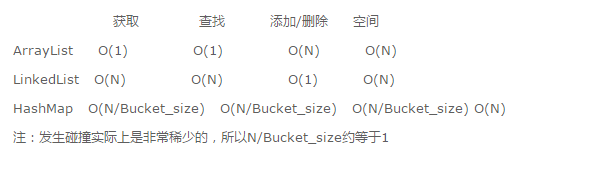 获取 查找 添加/删除 空间
ArrayList O(1) O(1) O(N) O(N)
LinkedList O(N) O(N) O(1) O(N)
HashMap O(N/Bucket_size) O(N/Bucket_size) O(N/Bucket_size) O(N)
注：发生碰撞实际上是非常稀少的，所以N/Bucket_size约等于1